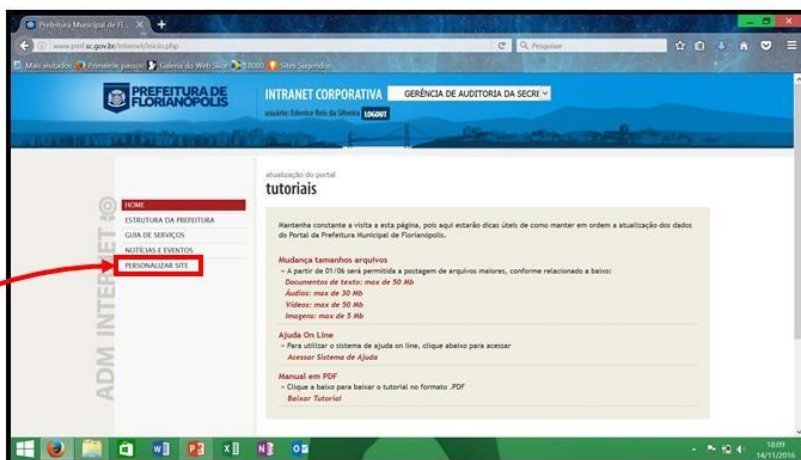 Prefeitura Municipal de Fl...
www.pmf.sc.gov.br/internet/inicio.php
Pesquisar
Mais visitados Primeiros passos Galeria do Web Slice Sites Sugeridos
PREFEITURA DE
FLORIANÓPOLIS
INTRANET CORPORATIVA
GERÊNCIA DE AUDITORIA DA SECRE
usuário: Edenice Reis da Silveira LOGOUT
ADM INTERNET
HOME
ESTRUTURA DA PREFEITURA
GUIA DE SERVIÇOS
NOTÍCIAS E EVENTOS
PERSONALIZAR SITE
atualização do portal
tutoriais
Mantenha constante a visita a esta página, pois aqui estarão dicas úteis de como manter em ordem a atualização dos dados
do Portal da Prefeitura Municipal de Florianópolis.
Mudança tamanhos arquivos
» A partir de 01/06 será permitida a postagem de arquivos maiores, conforme relacionado a baixo:
Documentos de texto: max de 50 Mb
Áudios: max de 30 Mb
Vídeos: max de 50 Mb
Imagens: max de 5 Mb
Ajuda On Line
» Para utilizar o sistema de ajuda on line, clique abaixo para acessar
Acessar Sistema de Ajuda
Manual em PDF
» Clique a baixo para baixar o tutorial no formato .PDF
Baixar Tutorial
18:09
14/11/2016